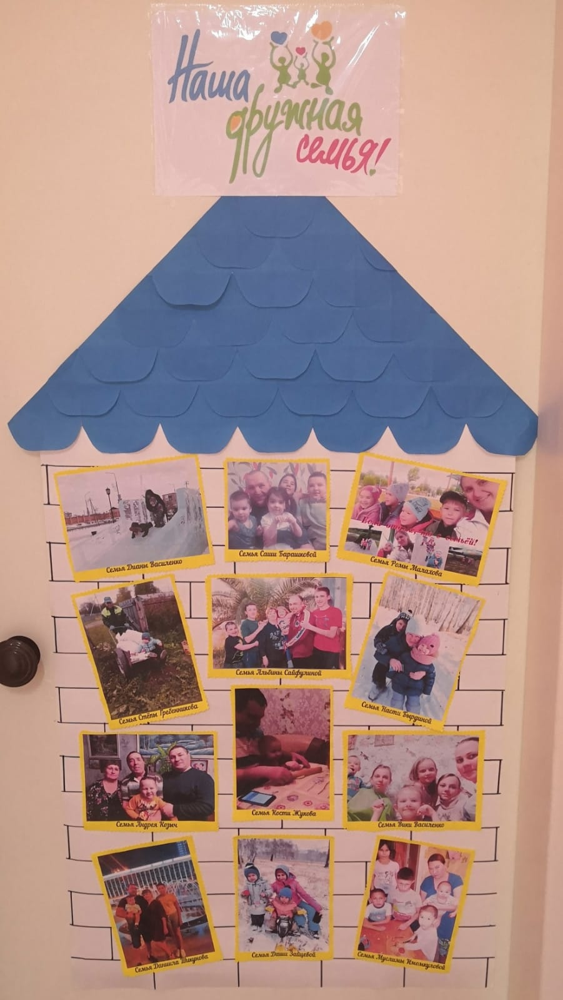 Наша
дружная
семья!
Семья Дианы Василенко
Семья Саши Барашковой
семьёй!
Семья Ромы Малахова
Семья Стёпы Гребенникова
Семья Альбины Сайфулиной
Семья Насти Бырдиной
Семья Андрея Козыч
Семья Кости Жукова
Семья Вики Василенко
Семья Даниила Шикунова
Семья Даши Зайцевой
Семья Муслимы Имомкуловой